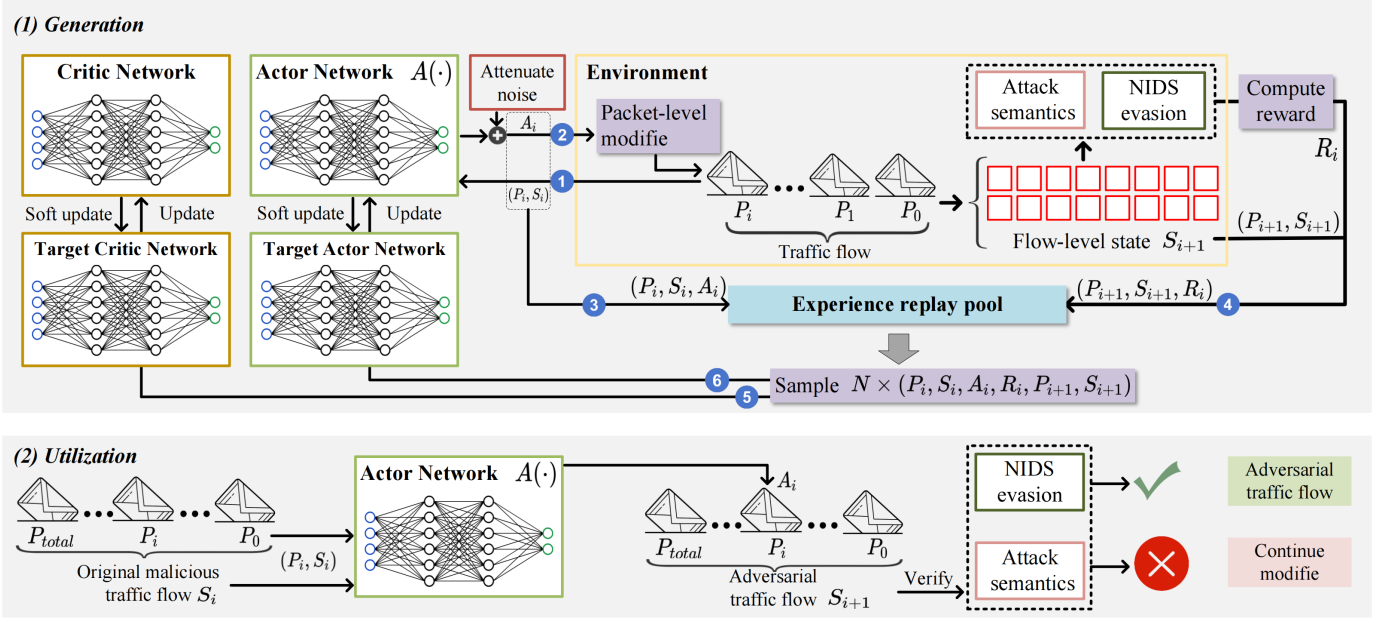 (1) Generation
Critic Network
Actor Network A(·)
Attenuate
noise
Environment
Packet-level
modifie
Attack
semantics
NIDS
evasion
Compute
reward
A_i
2
1
(P_i, S_i)
R_i
P_i
P_1
P_0
Traffic flow
Flow-level state S_{i+1}
(P_{i+1}, S_{i+1})
Soft update
Update
Soft update
Update
Target Critic Network
Target Actor Network
3
(P_i, S_i, A_i)
Experience replay pool
(P_{i+1}, S_{i+1}, R_i)
4
6
5
Sample N × (P_i, S_i, A_i, R_i, P_{i+1}, S_{i+1})
(2) Utilization
P_{total}
P_i
P_0
Original malicious
traffic flow S_i
(P_i, S_i)
Actor Network A(·)
A_i
P_{total}
P_i
P_0
Adversarial
traffic flow S_{i+1}
Verify
NIDS
evasion
Attack
semantics
Adversarial
traffic flow
Continue
modifie